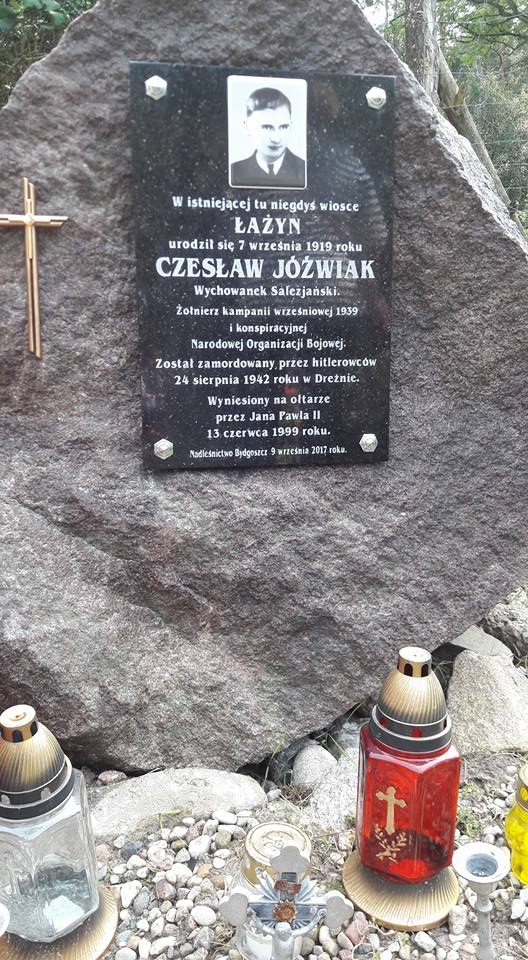 W istniejącej tu niegdyś wiosce
ŁAŻYN
urodził się 7 września 1919 roku
CZESŁAW JÓŹWIAK
Wychowanek Salezjański.
Żołnierz kampanii wrześniowej 1939
i konspiracyjnej
Narodowej Organizacji Bojowej.
Został zamordowany przez hitlerowców
24 sierpnia 1942 roku w Dreźnie.
Wyniesiony na ołtarze
przez Jana Pawła II
13 czerwca 1999 roku.
Nadleśnictwo Bydgoszcz 9 września 2017 roku.